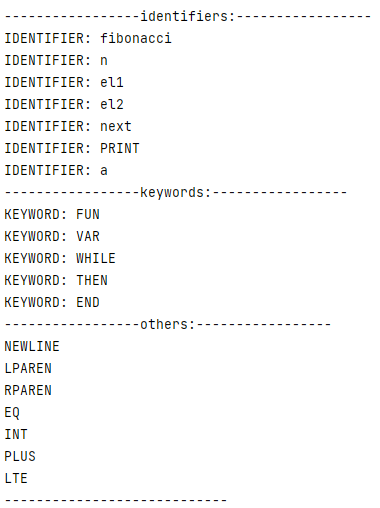 -----------------identifiers:-----------------
IDENTIFIER: fibonacci
IDENTIFIER: n
IDENTIFIER: el1
IDENTIFIER: el2
IDENTIFIER: next
IDENTIFIER: PRINT
IDENTIFIER: a
-----------------keywords:-----------------
KEYWORD: FUN
KEYWORD: VAR
KEYWORD: WHILE
KEYWORD: THEN
KEYWORD: END
-----------------others:-----------------
NEWLINE
LPAREN
RPAREN
EQ
INT
PLUS
LTE
----------------------------